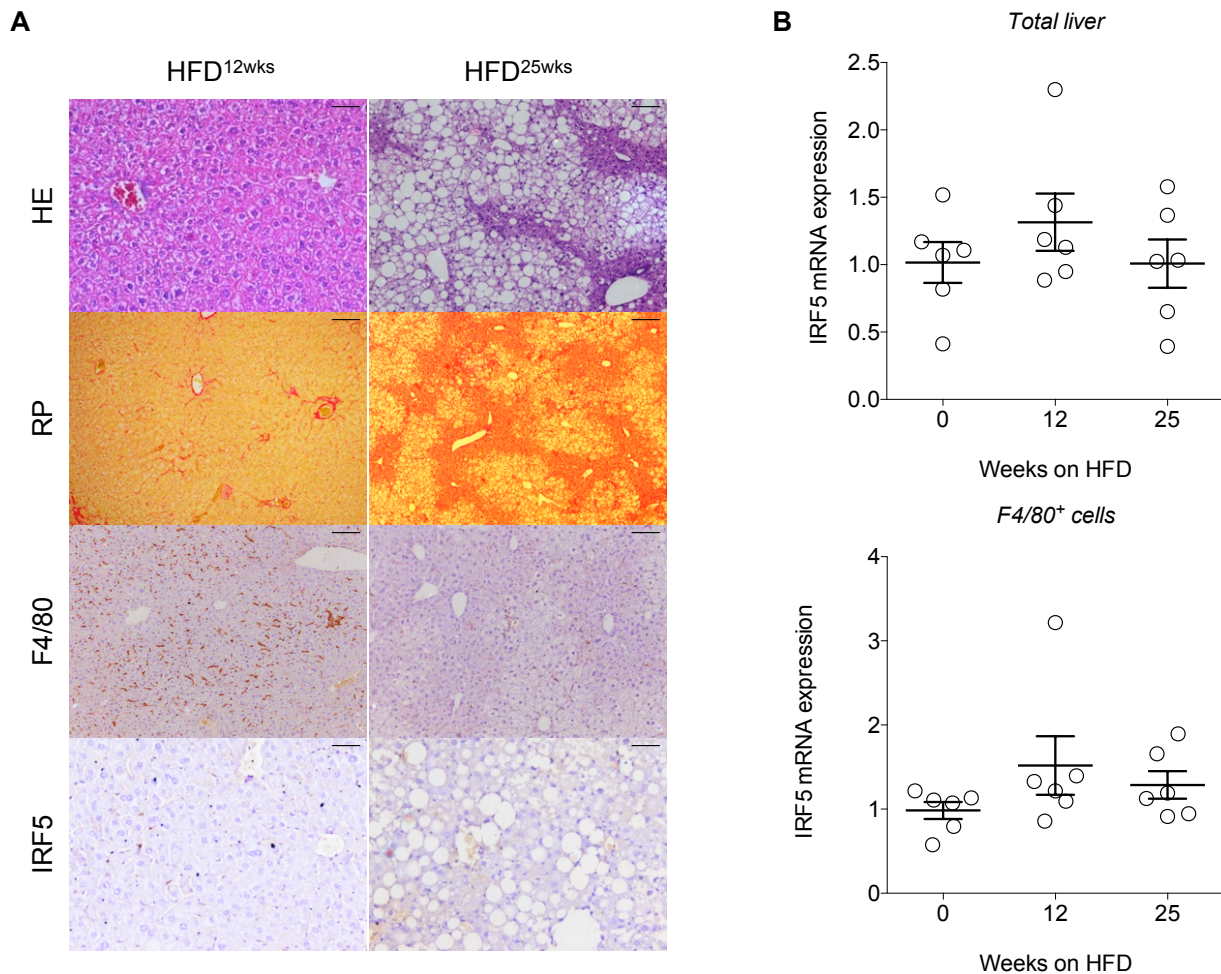 A
HFD12wks
HFD25wks
HE
RP
F4/80
IRF5
B
Total liver
IRF5 mRNA expression
2.5
2.0
1.5
1.0
0.5
0.0
0
12
25
Weeks on HFD
F4/80+ cells
IRF5 mRNA expression
4
3
2
1
0
0
12
25
Weeks on HFD